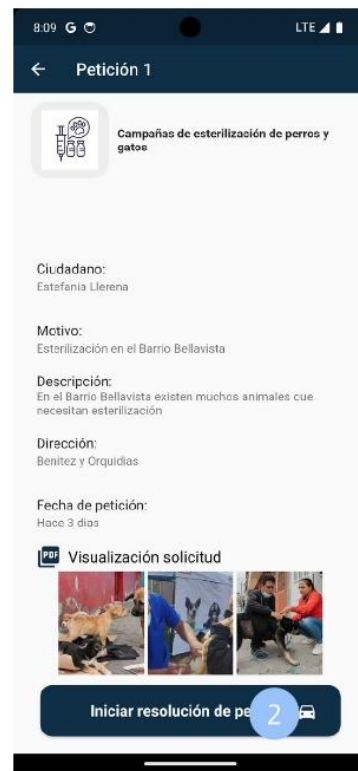 8:09 G
LTE
Petición 1
Campañas de esterilización de perros y
gatos
Ciudadano:
Estefania Llerena
Motivo:
Esterilización en el Barrio Bellavista
Descripción:
En el Barrio Bellavista existen muchos animales que
necesitan esterilización
Dirección:
Benitez y Orquidias
Fecha de petición:
Hace 3 dias
PDF Visualización solicitud
Iniciar resolución de pe 2